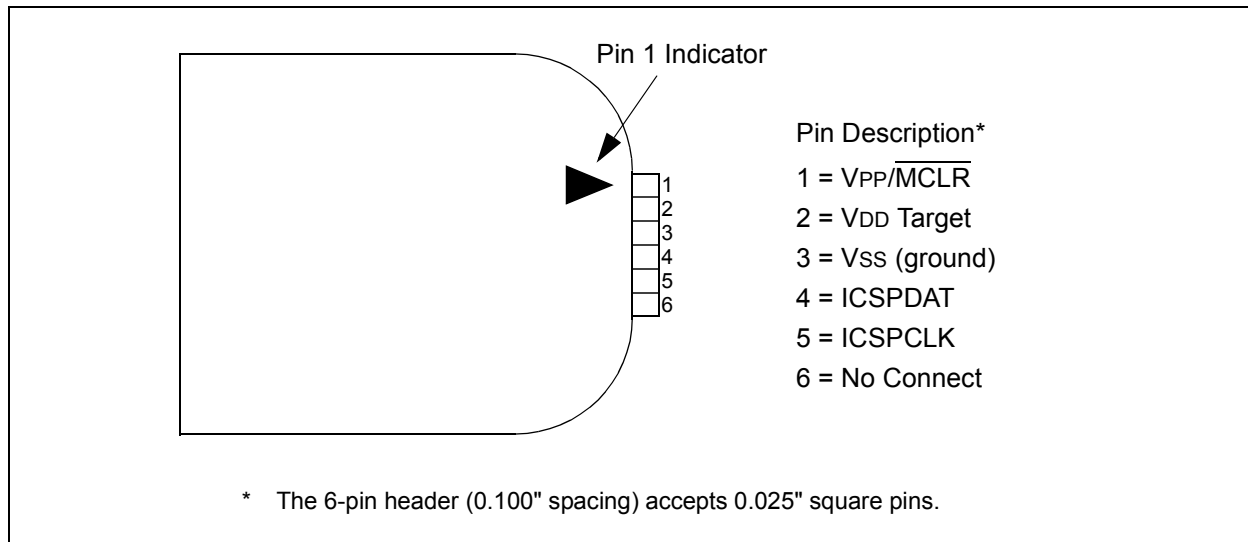 Pin 1 Indicator
1
2
3
4
5
6
Pin Description*
1 = VPP/M̅C̅L̅R̅
2 = VDD Target
3 = VSS (ground)
4 = ICSPDAT
5 = ICSPCLK
6 = No Connect
* The 6-pin header (0.100" spacing) accepts 0.025" square pins.